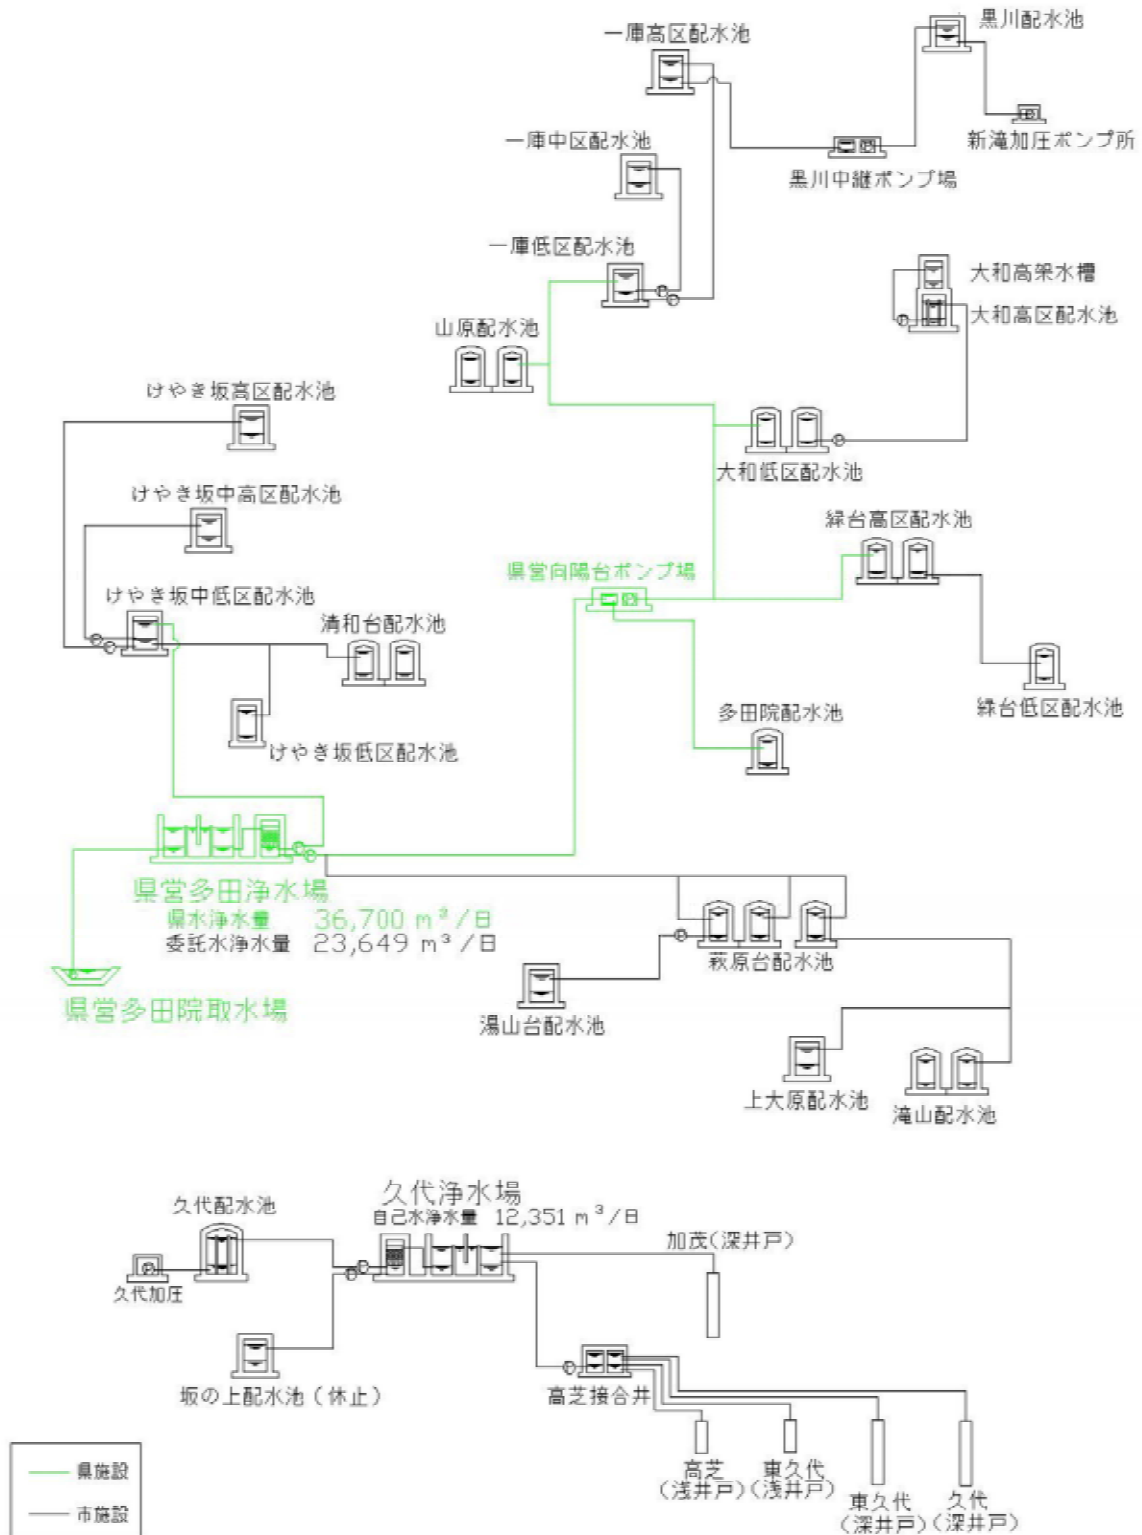 黒川配水池
一庫高区配水池
新滝加圧ポンプ所
一庫中区配水池
黒川中継ポンプ場
一庫低区配水池
大和高架水槽
大和高区配水池
山原配水池
けやき坂高区配水池
大和低区配水池
けやき坂中高区配水池
緑台高区配水池
県営向陽台ポンプ場
けやき坂中低区配水池
清和台配水池
緑台低区配水池
多田院配水池
けやき坂低区配水池
県営多田浄水場
県水浄水量 36,700 m³/日
委託水浄水量 23,649 m³/日
萩原台配水池
県営多田院取水場
湯山台配水池
上大原配水池
滝山配水池
久代浄水場
自己水浄水量 12,351 m³/日
久代配水池
加茂(深井戸)
久代加圧
坂の上配水池(休止)
高芝接合井
高芝
(浅井戸)
東久代
(浅井戸)
東久代
(深井戸)
久代
(深井戸)
県施設
市施設